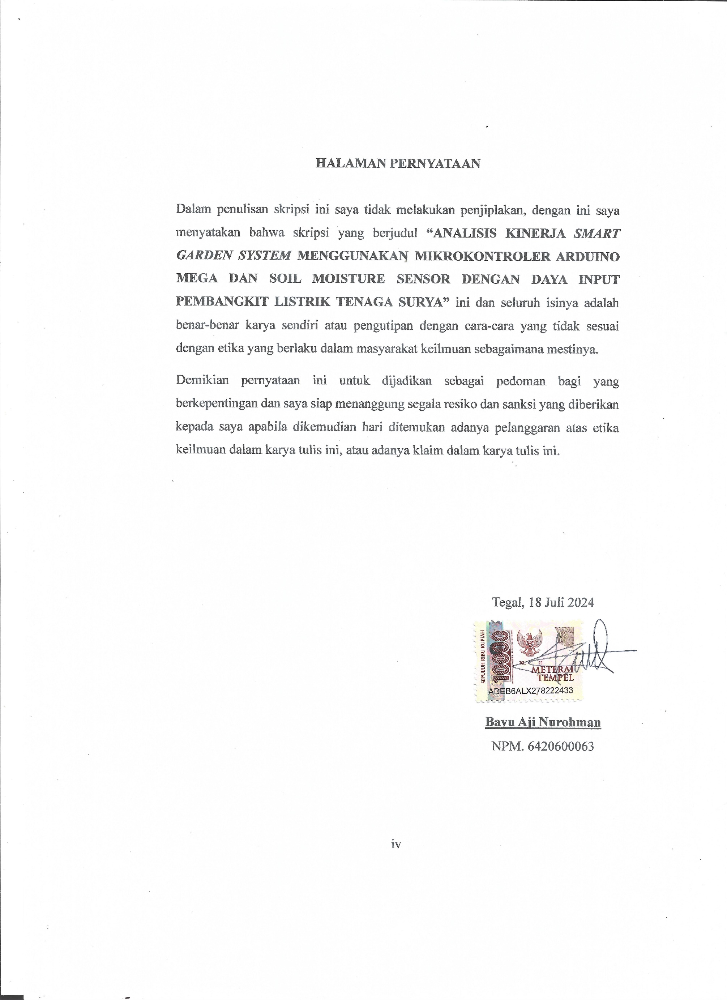 HALAMAN PERNYATAAN
Dalam penulisan skripsi ini saya tidak melakukan penjiplakan, dengan ini saya
menyatakan bahwa skripsi yang berjudul “ANALISIS KINERJA SMART
GARDEN SYSTEM MENGGUNAKAN MIKROKONTROLER ARDUINO
MEGA DAN SOIL MOISTURE SENSOR DENGAN DAYA INPUT
PEMBANGKIT LISTRIK TENAGA SURYA” ini dan seluruh isinya adalah
benar-benar karya sendiri atau pengutipan dengan cara-cara yang tidak sesuai
dengan etika yang berlaku dalam masyarakat keilmuan sebagaimana mestinya.
Demikian pernyataan ini untuk dijadikan sebagai pedoman bagi yang
berkepentingan dan saya siap menanggung segala resiko dan sanksi yang diberikan
kepada saya apabila dikemudian hari ditemukan adanya pelanggaran atas etika
keilmuan dalam karya tulis ini, atau adanya klaim dalam karya tulis ini.
Tegal, 18 Juli 2024
SEPULUH RIBU RUPIAH
10000
TGL. 20
METERAI
TEMPEL
ADEB6ALX278222433
Bayu Aji Nurohman
NPM. 6420600063
iv